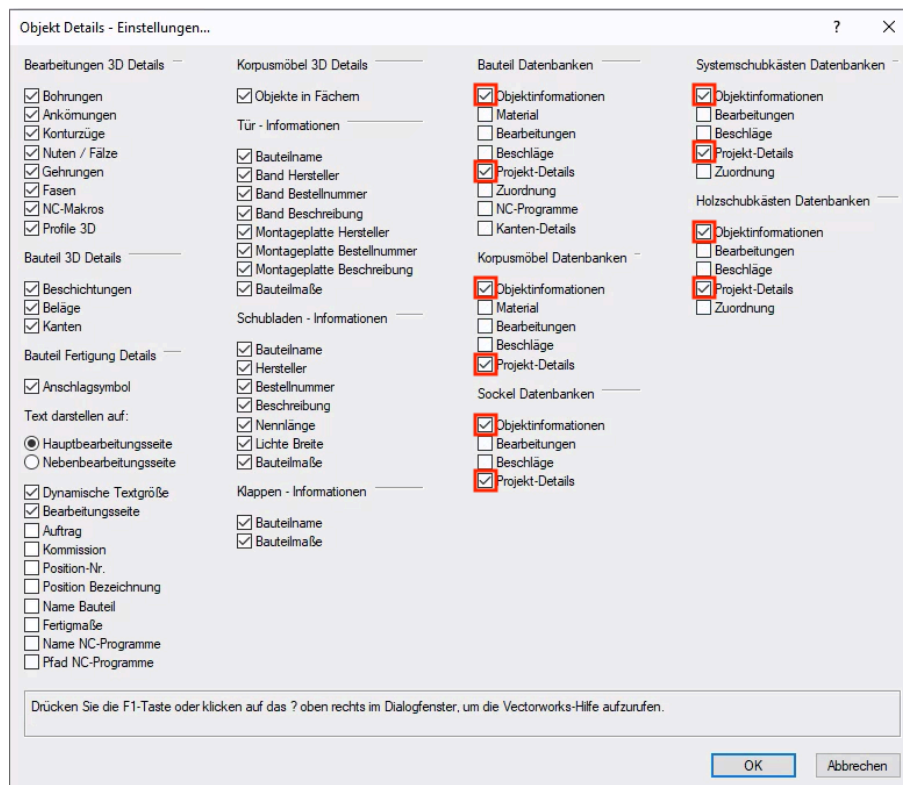 Objekt Details - Einstellungen...
Bearbeitungen 3D Details
Bohrungen
Ankörnungen
Konturzüge
Nuten / Fälze
Gehrungen
Fasen
NC-Makros
Profile 3D
Bauteil 3D Details
Beschichtungen
Beläge
Kanten
Bauteil Fertigung Details
Anschlagsymbol
Text darstellen auf:
Hauptbearbeitungsseite
Nebenbearbeitungsseite
Dynamische Textgröße
Bearbeitungsseite
Auftrag
Kommission
Position-Nr.
Position Bezeichnung
Name Bauteil
Fertigmaße
Name NC-Programme
Pfad NC-Programme
Korpusmöbel 3D Details
Objekte in Fächern
Tür - Informationen
Bauteilname
Band Hersteller
Band Bestellnummer
Band Beschreibung
Montageplatte Hersteller
Montageplatte Bestellnummer
Montageplatte Beschreibung
Bauteilmaße
Schubladen - Informationen
Bauteilname
Hersteller
Bestellnummer
Beschreibung
Nennlänge
Lichte Breite
Bauteilmaße
Klappen - Informationen
Bauteilname
Bauteilmaße
Bauteil Datenbanken
Objektinformationen
Material
Bearbeitungen
Beschläge
Projekt-Details
Zuordnung
NC-Programme
Kanten-Details
Korpusmöbel Datenbanken
Objektinformationen
Material
Bearbeitungen
Beschläge
Projekt-Details
Sockel Datenbanken
Objektinformationen
Bearbeitungen
Beschläge
Projekt-Details
Systemschubkästen Datenbanken
Objektinformationen
Bearbeitungen
Beschläge
Projekt-Details
Zuordnung
Holzschubkästen Datenbanken
Objektinformationen
Bearbeitungen
Beschläge
Projekt-Details
Zuordnung
Drücken Sie die F1-Taste oder klicken auf das ? oben rechts im Dialogfenster, um die Vectorworks-Hilfe aufzurufen.
OK
Abbrechen